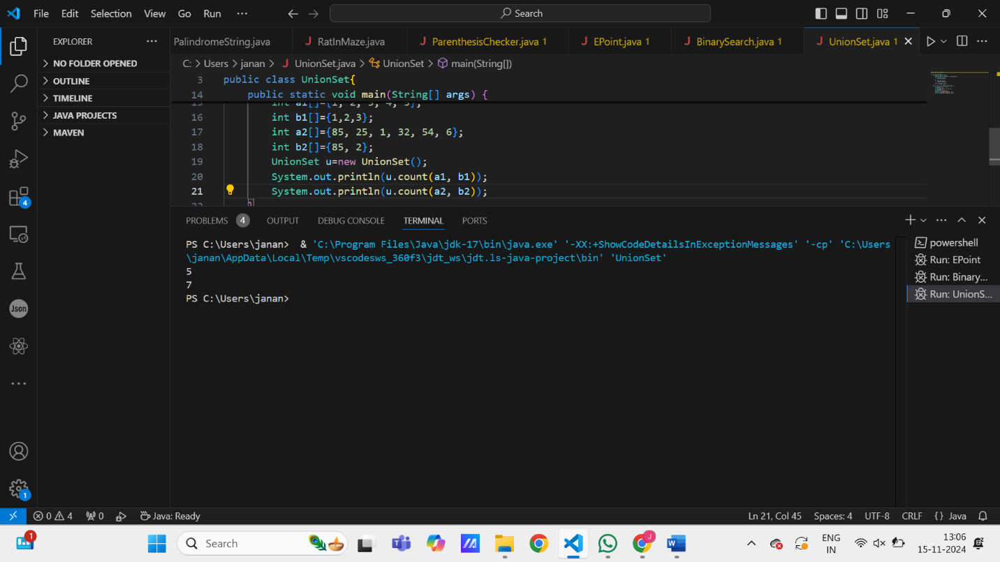 File Edit Selection View Go Run ···
Search
EXPLORER ···
NO FOLDER OPENED
OUTLINE
TIMELINE
JAVA PROJECTS
MAVEN
4
Json
1
PalindromeString.java RatInMaze.java ParenthesisChecker.java 1 EPoint.java 1 BinarySearch.java 1 UnionSet.java 1
C: > Users > janan > UnionSet.java > UnionSet > main(String[])
3 public class UnionSet{
14 public static void main(String[] args) {
15 int a1[]={1, 2, 3, 4, 5};
16 int b1[]={1,2,3};
17 int a2[]={85, 25, 1, 32, 54, 6};
18 int b2[]={85, 2};
19 UnionSet u=new UnionSet();
20 System.out.println(u.count(a1, b1));
21 System.out.println(u.count(a2, b2));
22 }
PROBLEMS 4 OUTPUT DEBUG CONSOLE TERMINAL PORTS
PS C:\Users\janan> & 'C:\Program Files\Java\jdk-17\bin\java.exe' '-XX:+ShowCodeDetailsInExceptionMessages' '-cp' 'C:\Users
\janan\AppData\Local\Temp\vscodesws_360f3\jdt_ws\jdt.ls-java-project\bin' 'UnionSet'
5
7
PS C:\Users\janan>
powershell
Run: EPoint
Run: Binary...
Run: UnionS...
0 4 0 Java: Ready Ln 21, Col 45 Spaces: 4 UTF-8 CRLF {} Java
1 Search J ENG
IN
13:06
15-11-2024